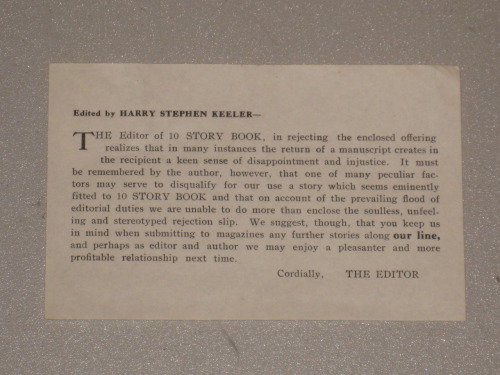 Edited by HARRY STEPHEN KEELER—
THE Editor of 10 STORY BOOK, in rejecting the enclosed offering
realizes that in many instances the return of a manuscript creates in
the recipient a keen sense of disappointment and injustice. It must
be remembered by the author, however, that one of many peculiar fac-
tors may serve to disqualify for our use a story which seems eminently
fitted to 10 STORY BOOK and that on account of the prevailing flood of
editorial duties we are unable to do more than enclose the soulless, unfeel-
ing and stereotyped rejection slip. We suggest, though, that you keep us
in mind when submitting to magazines any further stories along our line,
and perhaps as editor and author we may enjoy a pleasanter and more
profitable relationship next time.
Cordially, THE EDITOR